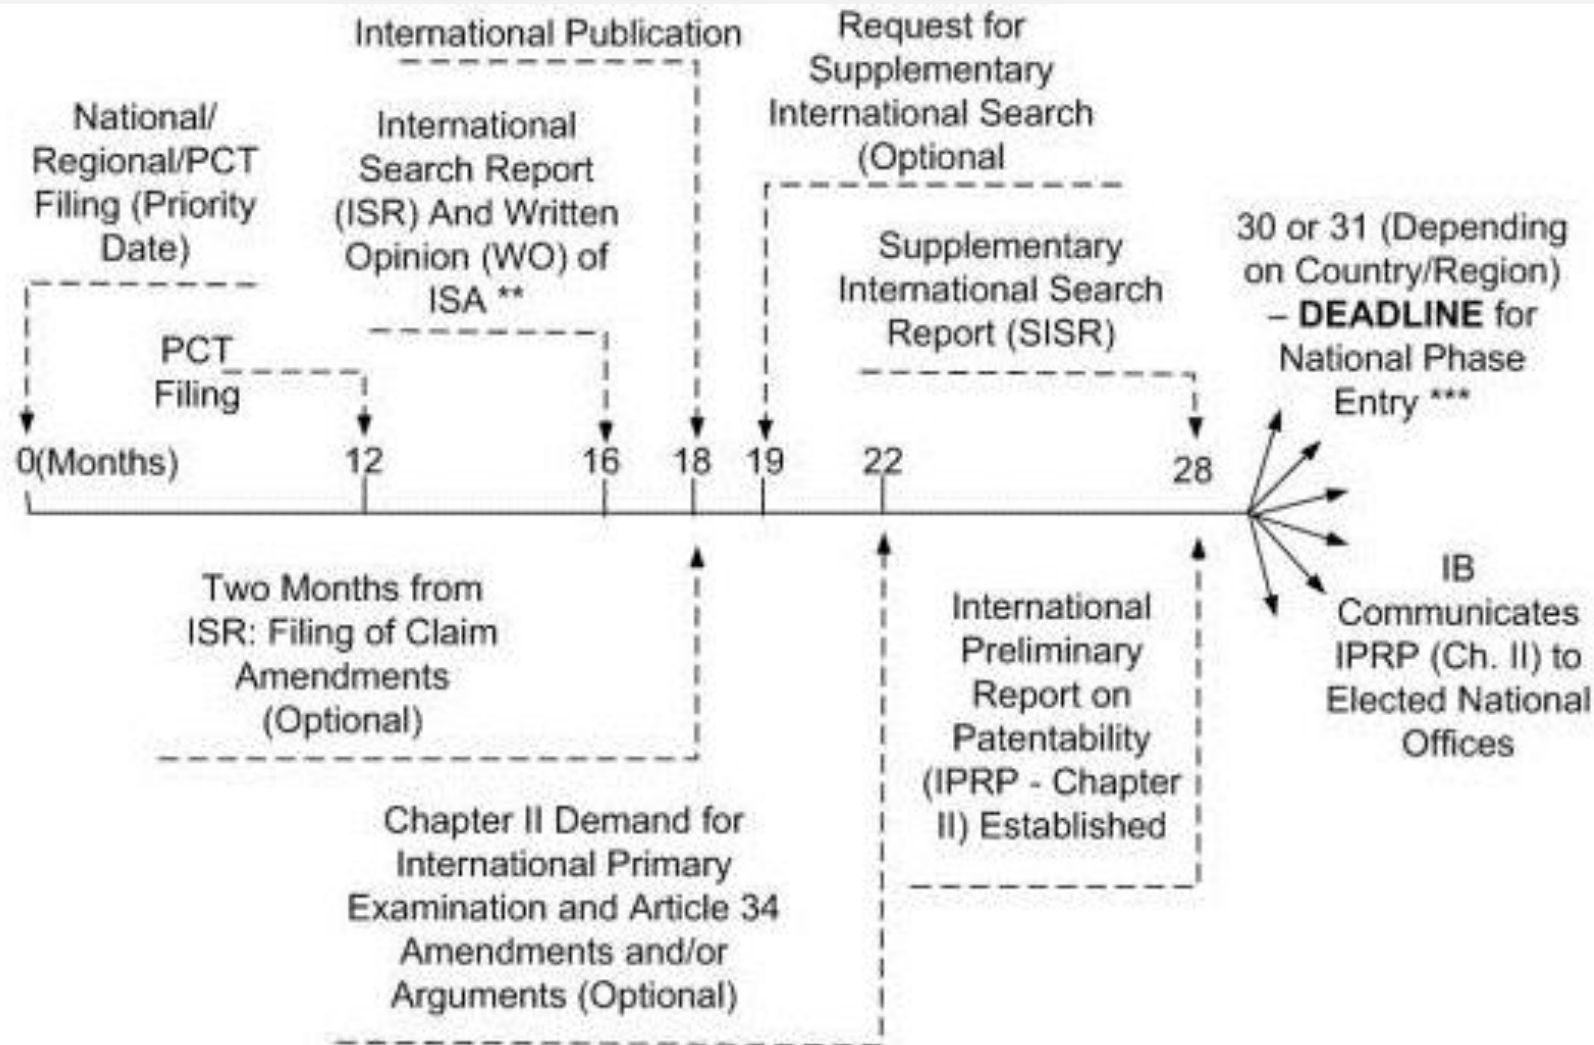 International Publication
Request for
Supplementary
International Search
(Optional
National/
Regional/PCT
Filing (Priority
Date)
International
Search Report
(ISR) And Written
Opinion (WO) of
ISA **
Supplementary
International Search
Report (SISR)
30 or 31 (Depending
on Country/Region)
– DEADLINE for
National Phase
Entry ***
PCT
Filing
0(Months)
12
16
18
19
22
28
Two Months from
ISR: Filing of Claim
Amendments
(Optional)
International
Preliminary
Report on
Patentability
(IPRP - Chapter
II) Established
IB
Communicates
IPRP (Ch. II) to
Elected National
Offices
Chapter II Demand for
International Primary
Examination and Article 34
Amendments and/or
Arguments (Optional)